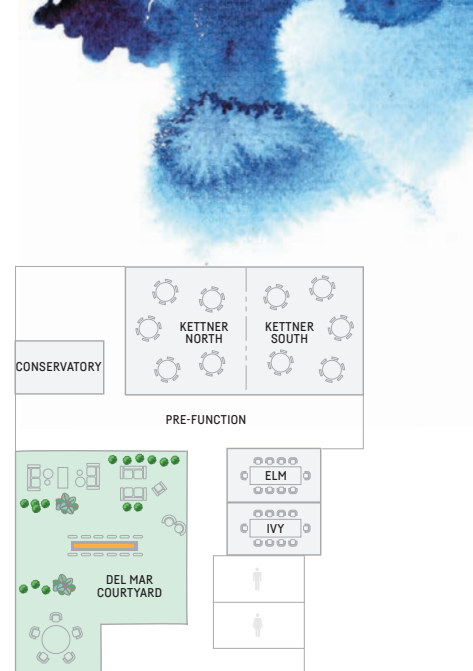 KETTNER
NORTH
KETTNER
SOUTH
CONSERVATORY
PRE-FUNCTION
ELM
IVY
DEL MAR
COURTYARD